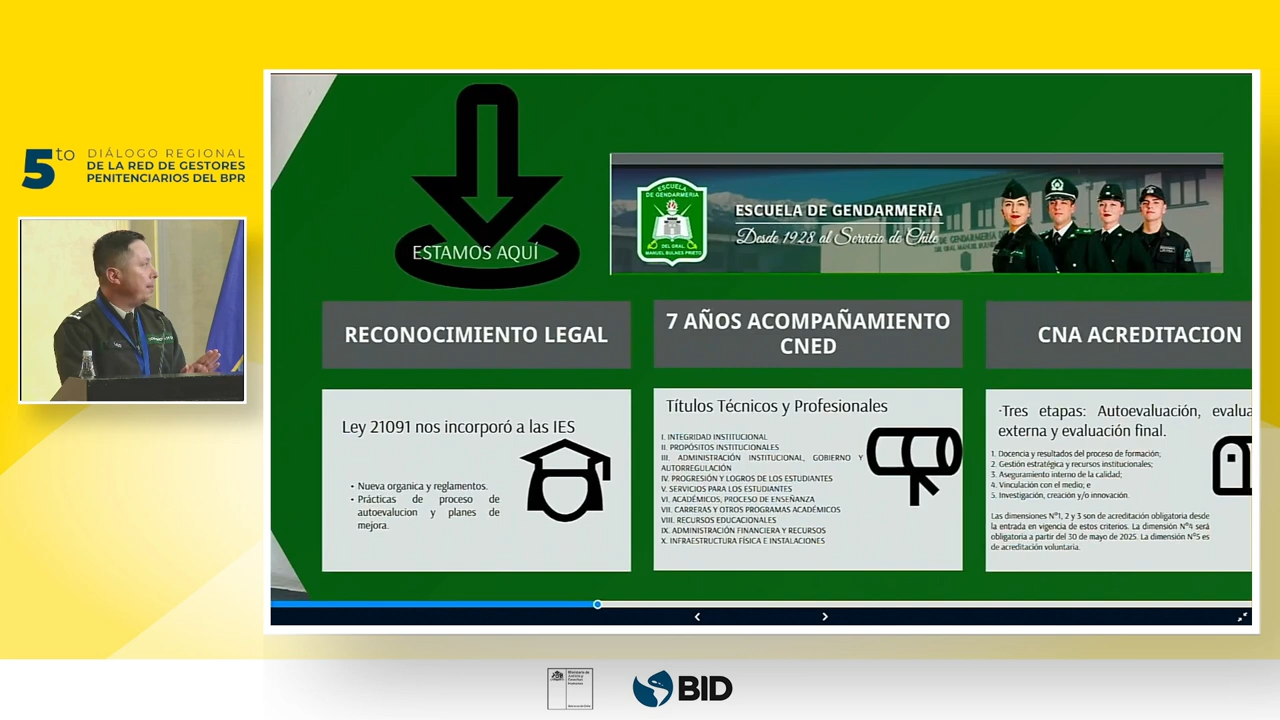 5to
DIÁLOGO REGIONAL
DE LA RED DE GESTORES
PENITENCIARIOS DEL BPR
ESTAMOS AQUÍ
ESCUELA
DE GENDARMERIA
DEL GRAL.
MANUEL BULNES PRIETO
ESCUELA DE GENDARMERÍA
Desde 1928 al Servicio de Chile
RECONOCIMIENTO LEGAL
Ley 21091 nos incorporó a las IES
• Nueva organica y reglamentos.
• Prácticas de proceso de
autoevalucion y planes de
mejora.
7 AÑOS ACOMPAÑAMIENTO
CNED
Títulos Técnicos y Profesionales
I. INTEGRIDAD INSTITUCIONAL
II. PROPÓSITOS INSTITUCIONALES
III. ADMINISTRACIÓN INSTITUCIONAL, GOBIERNO Y
AUTORREGULACIÓN
IV. PROGRESIÓN Y LOGROS DE LOS ESTUDIANTES
V. SERVICIOS PARA LOS ESTUDIANTES
VI. ACADÉMICOS, PROCESO DE ENSEÑANZA
VII. CARRERAS Y OTROS PROGRAMAS ACADÉMICOS
VIII. RECURSOS EDUCACIONALES
IX. ADMINISTRACIÓN FINANCIERA Y RECURSOS
X. INFRAESTRUCTURA FÍSICA E INSTALACIONES
CNA ACREDITACION
·Tres etapas: Autoevaluación, evalua
externa y evaluación final.
1. Docencia y resultados del proceso de formación;
2. Gestión estratégica y recursos institucionales;
3. Aseguramiento interno de la calidad;
4. Vinculación con el medio; e
5. Investigación, creación y/o innovación.
Las dimensiones N°1, 2 y 3 son de acreditación obligatoria desde
la entrada en vigencia de estos criterios. La dimensión N°4 será
obligatoria a partir del 30 de mayo de 2025. La dimensión N°5 es
de acreditación voluntaria.
BID